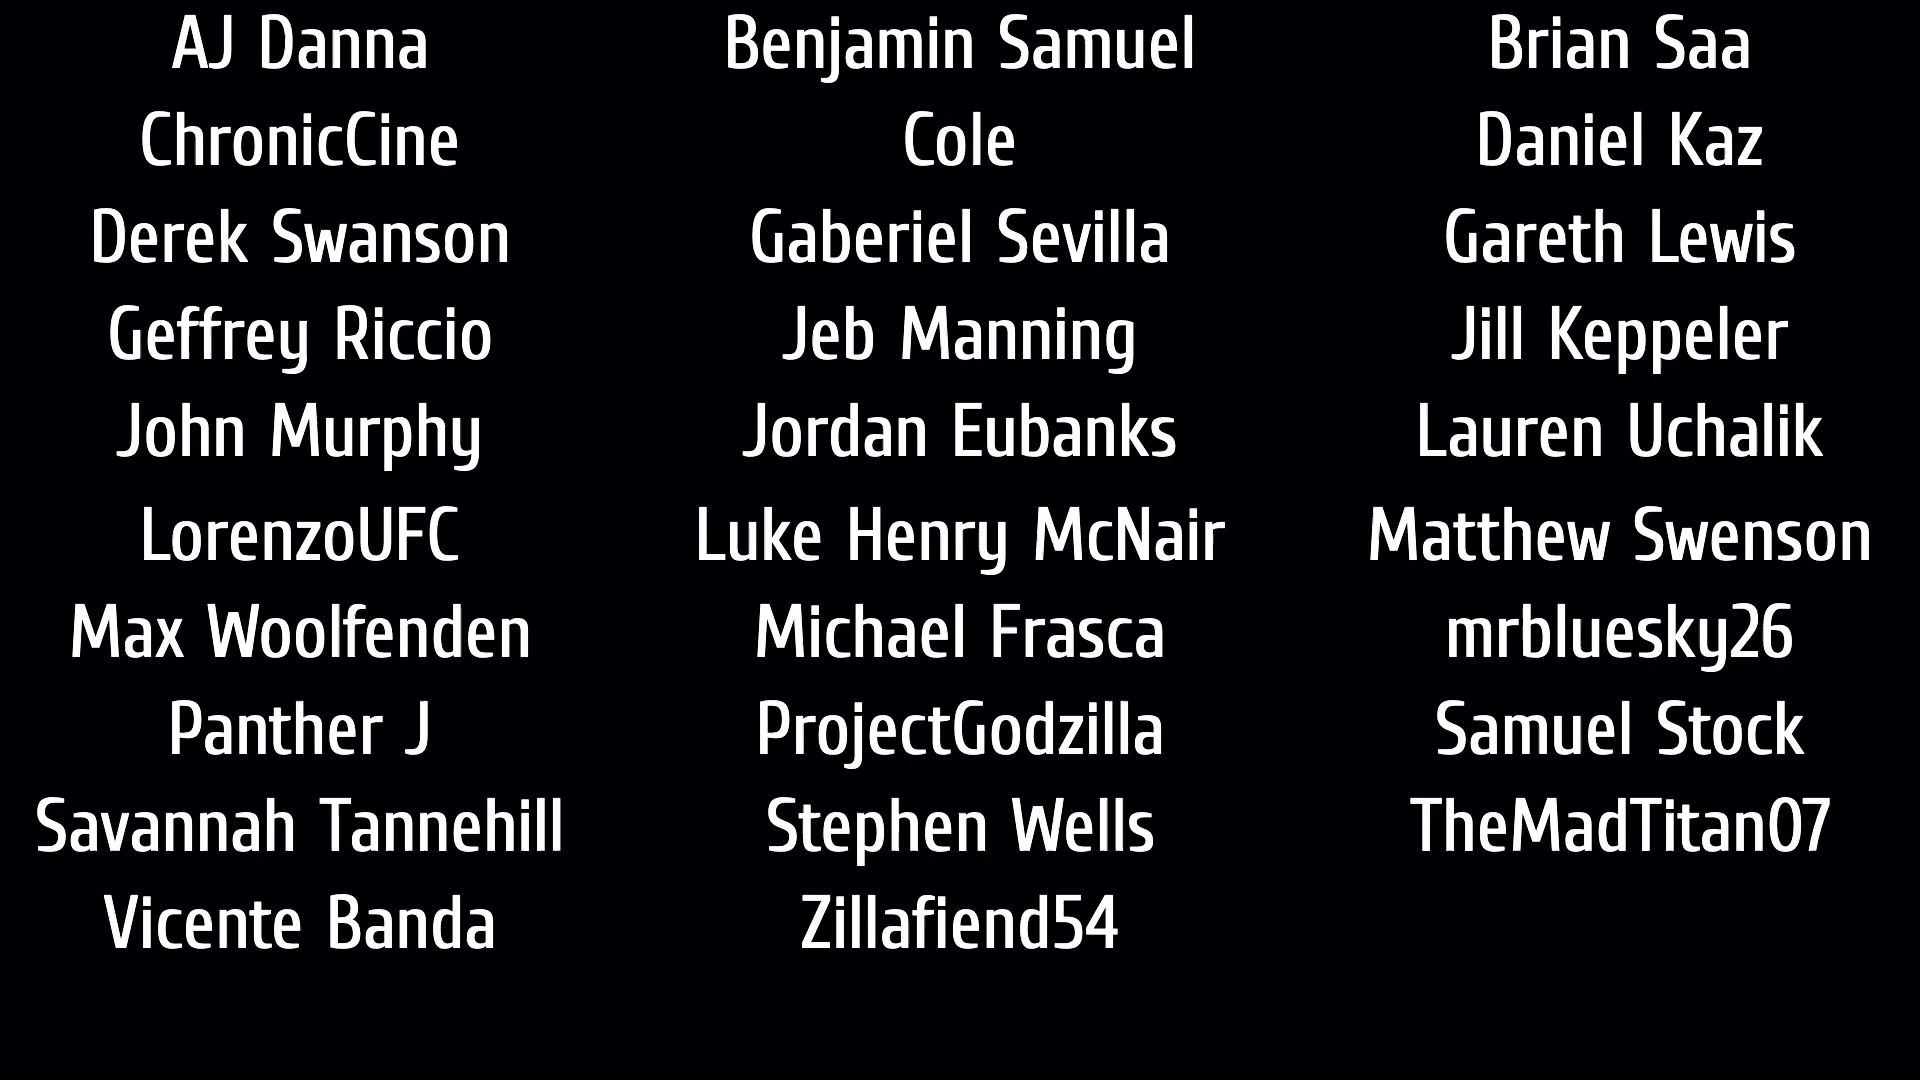 AJ Danna Benjamin Samuel Brian Saa
ChronicCine Cole Daniel Kaz
Derek Swanson Gaberiel Sevilla Gareth Lewis
Geffrey Riccio Jeb Manning Jill Keppeler
John Murphy Jordan Eubanks Lauren Uchalik
LorenzoUFC Luke Henry McNair Matthew Swenson
Max Woolfenden Michael Frasca mrbluesky26
Panther J ProjectGodzilla Samuel Stock
Savannah Tannehill Stephen Wells TheMadTitan07
Vicente Banda Zillafiend54